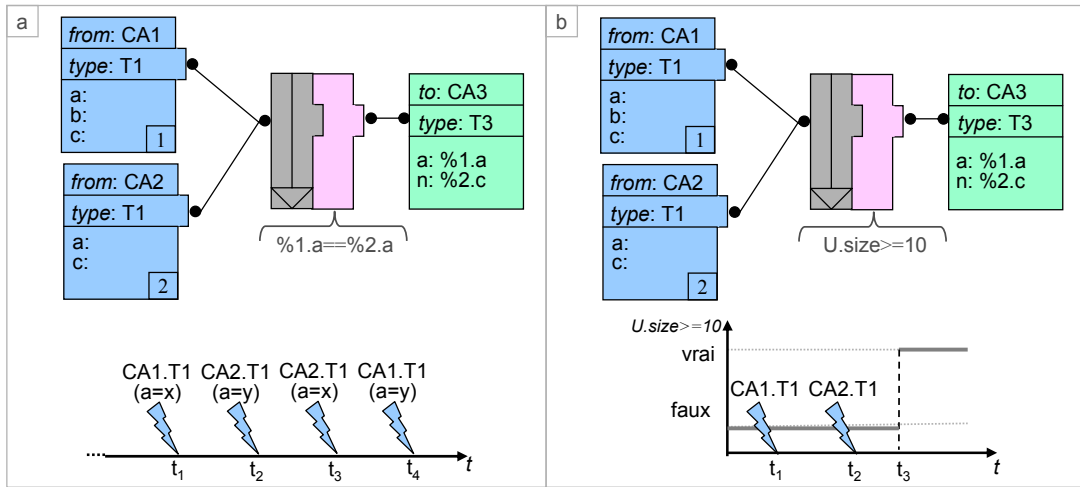 a
from: CA1
type: T1
a:
b:
c:
1
from: CA2
type: T1
a:
c:
2
%1.a==%2.a
to: CA3
type: T3
a: %1.a
n: %2.c
CA1.T1 CA2.T1 CA2.T1 CA1.T1
(a=x) (a=y) (a=x) (a=y)
....
t1 t2 t3 t4 t
b
from: CA1
type: T1
a:
b:
c:
1
from: CA2
type: T1
a:
c:
2
U.size>=10
to: CA3
type: T3
a: %1.a
n: %2.c
U.size>=10
vrai
CA1.T1 CA2.T1
faux
t1 t2 t3 t